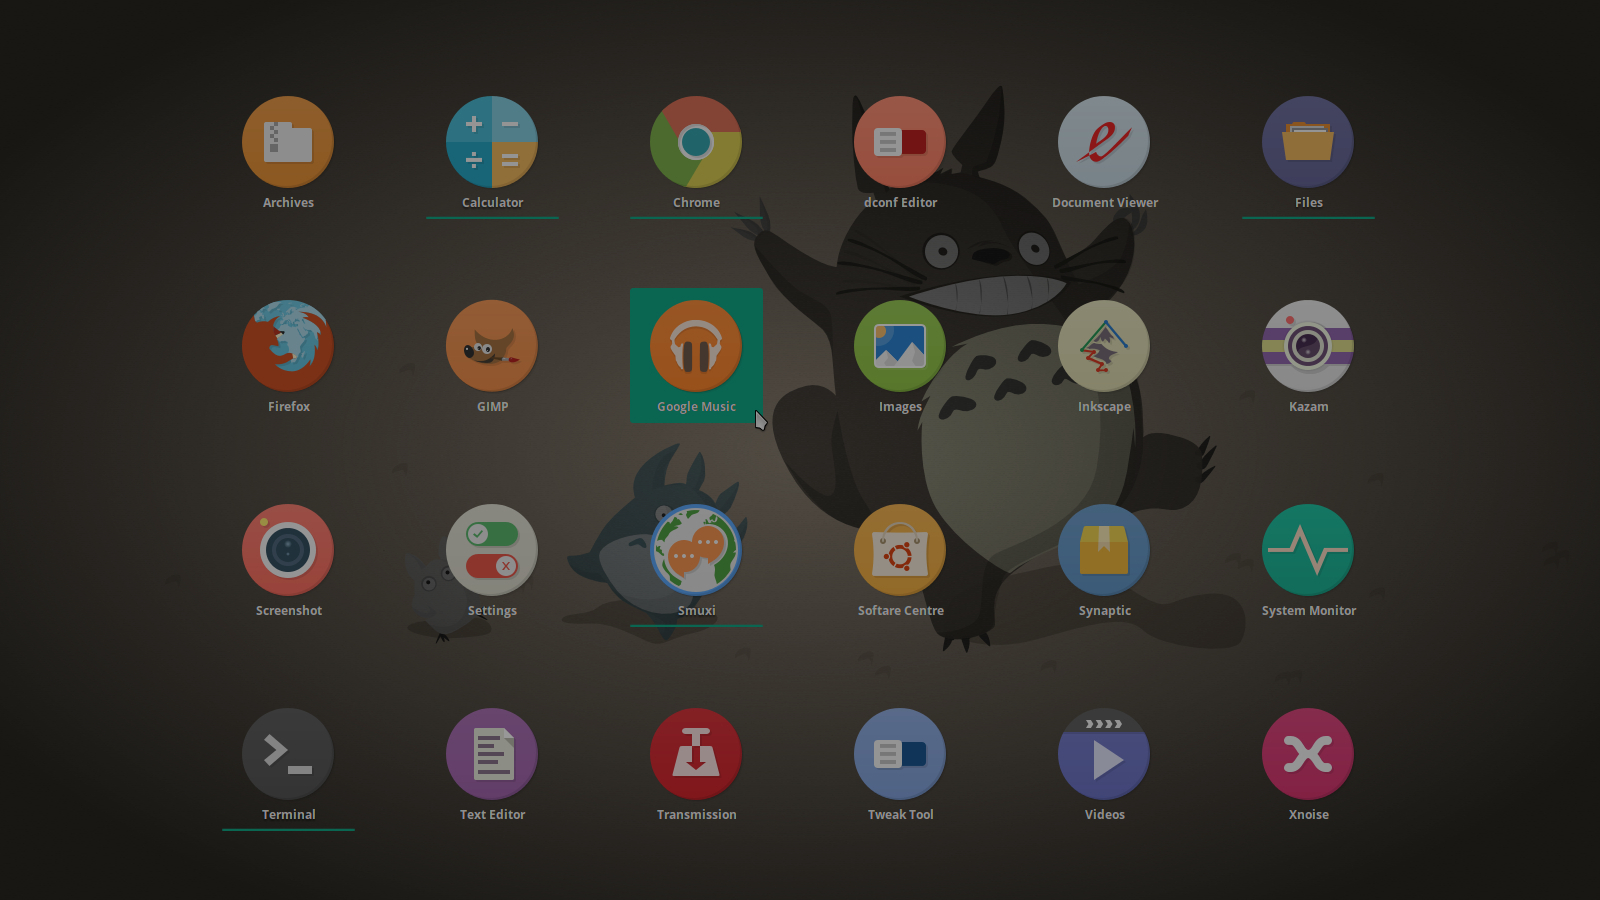 Archives
Calculator
Chrome
dconf Editor
Document Viewer
Files
Firefox
GIMP
Google Music
Images
Inkscape
Kazam
Screenshot
Settings
Smuxi
Softare Centre
Synaptic
System Monitor
Terminal
Text Editor
Transmission
Tweak Tool
Videos
Xnoise